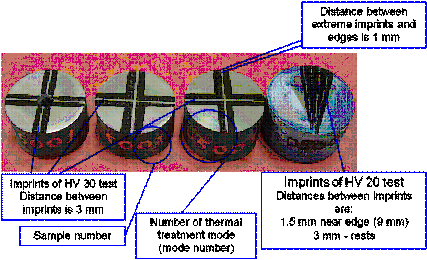 Distance between
extreme imprints and
edges is 1 mm
Imprints of HV 30 test
Distance between
imprints is 3 mm
Sample number
Number of thermal
treatment mode
(mode number)
Imprints of HV 20 test
Distances between imprints
are:
1.5 mm near edge (9 mm)
3 mm - rests